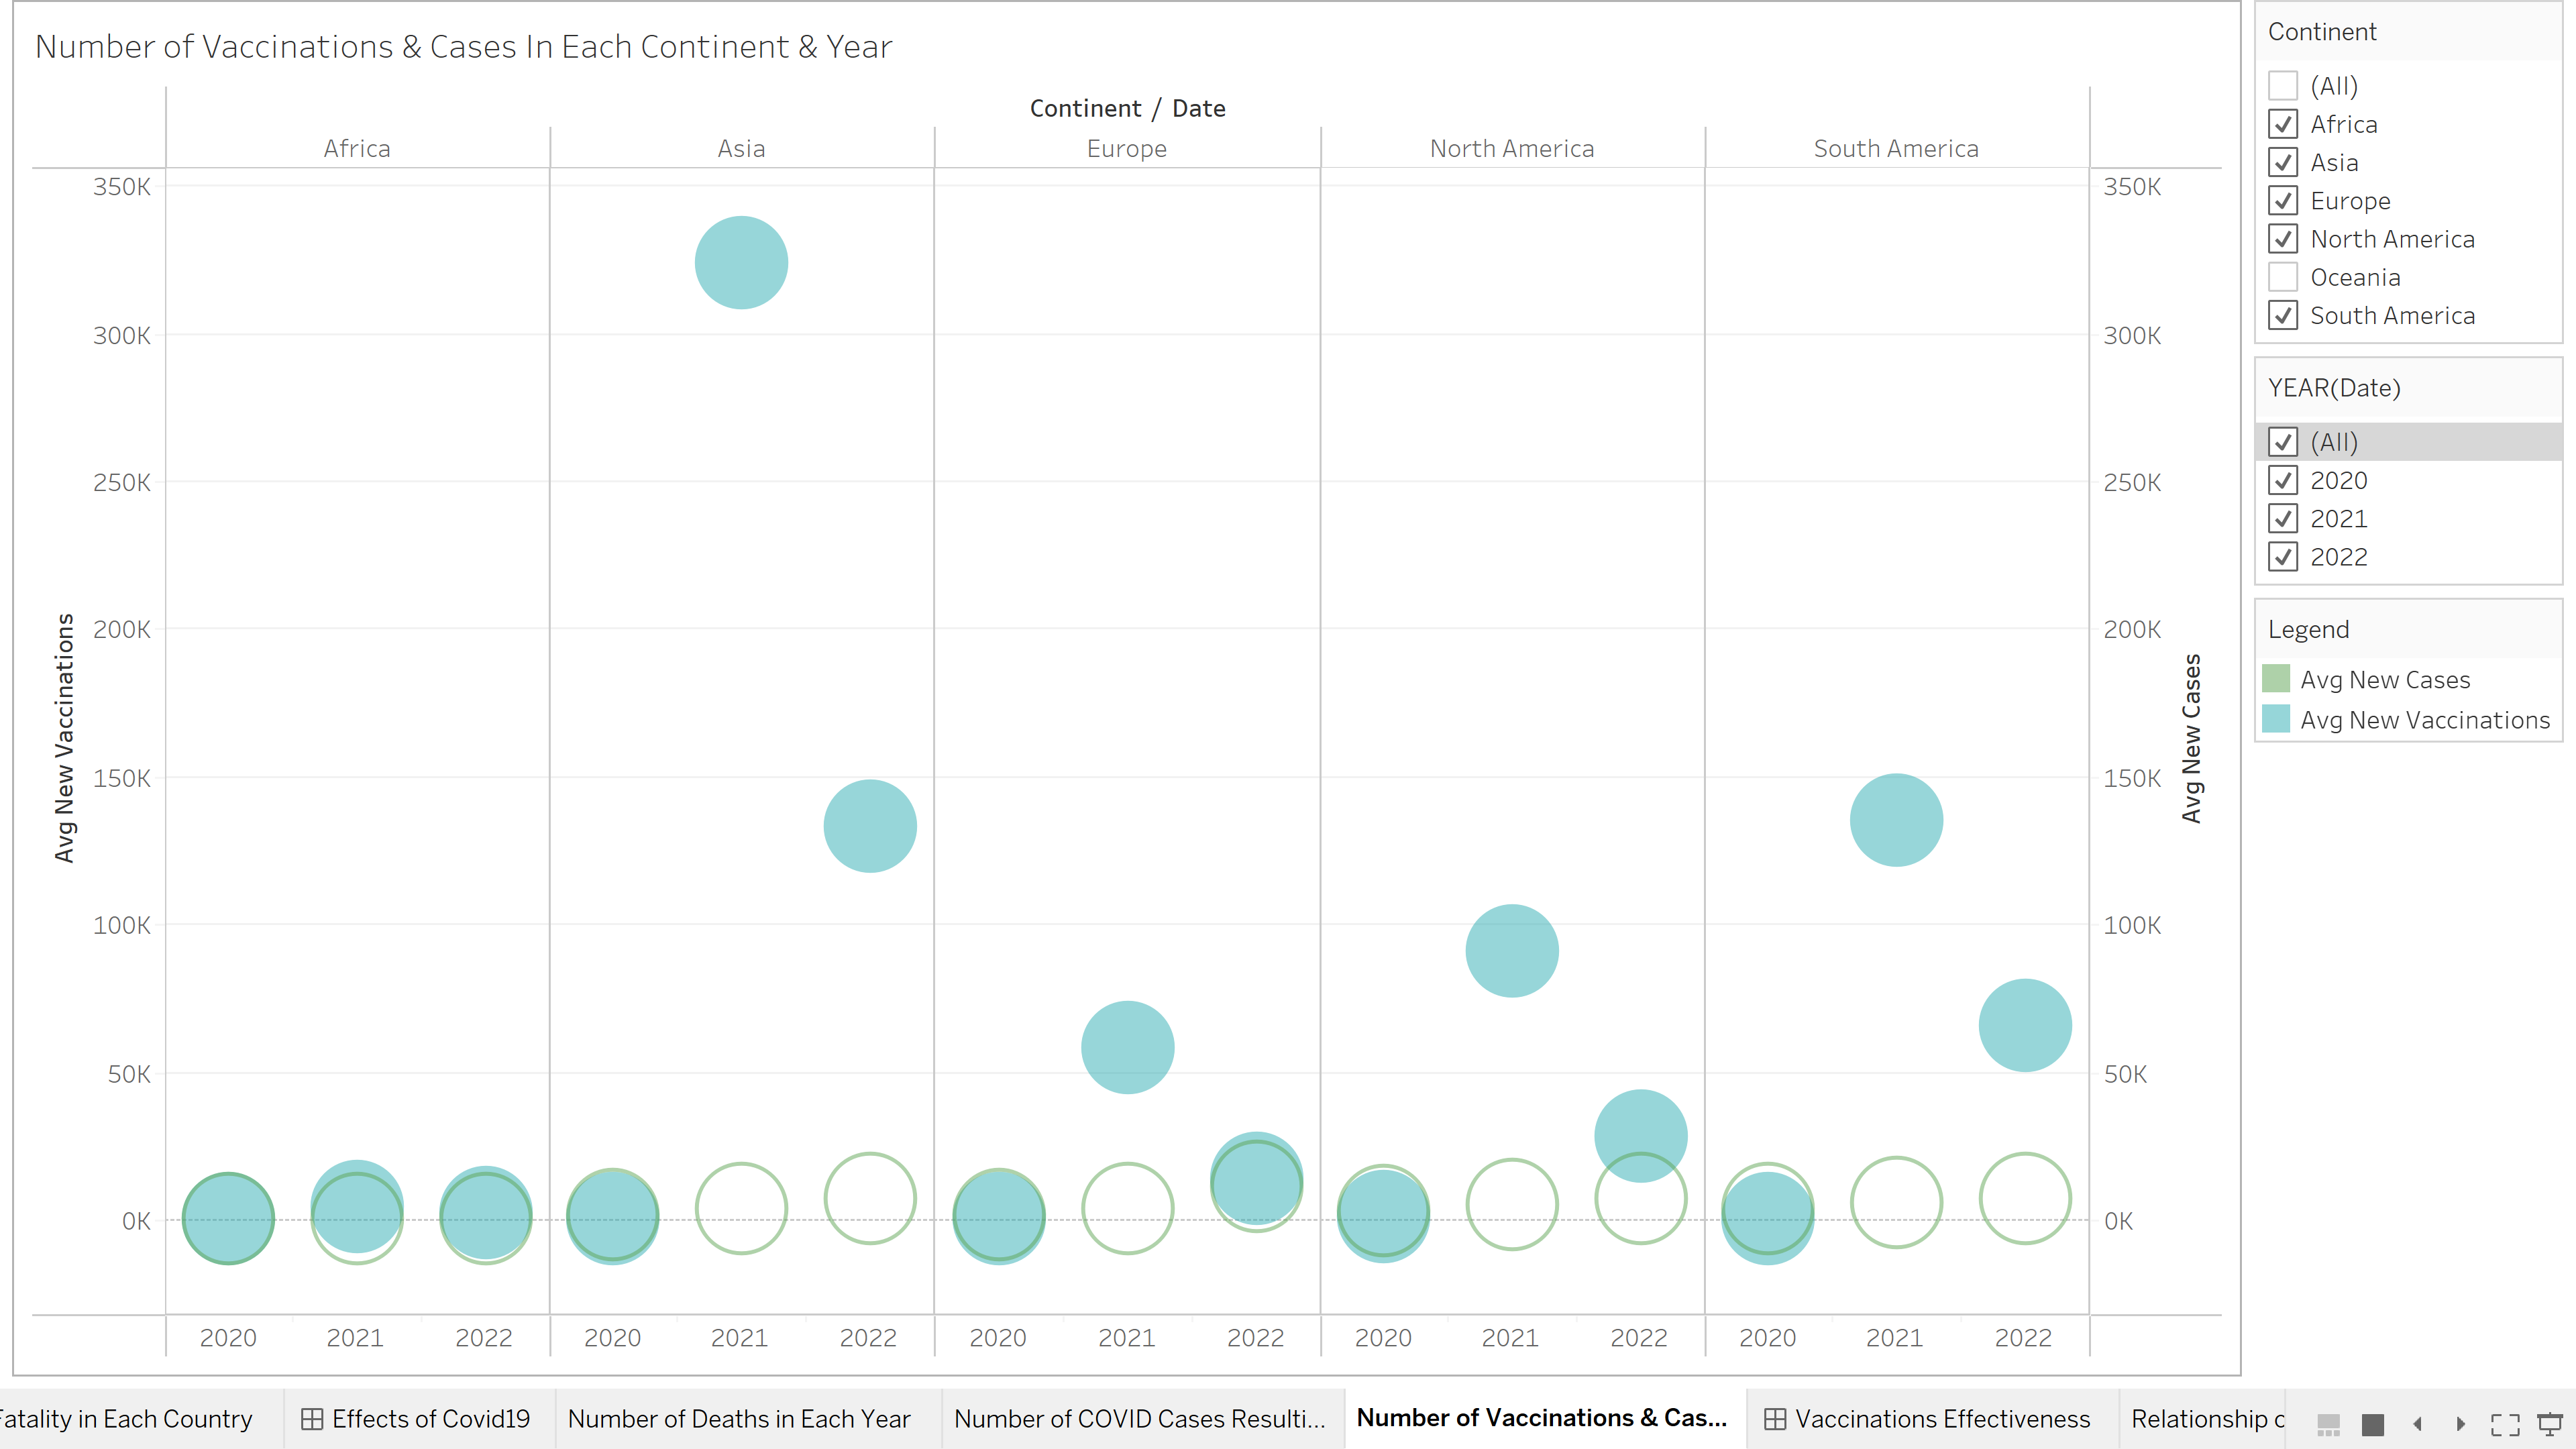 Number of Vaccinations & Cases In Each Continent & Year
Continent / Date
Africa Asia Europe North America South America
Avg New Vaccinations
350K
300K
250K
200K
150K
100K
50K
0K
350K
300K
250K
200K
150K
100K
50K
0K
Avg New Cases
2020 2021 2022 2020 2021 2022 2020 2021 2022 2020 2021 2022 2020 2021 2022
Continent
(All)
Africa
Asia
Europe
North America
Oceania
South America
YEAR(Date)
(All)
2020
2021
2022
Legend
Avg New Cases
Avg New Vaccinations
atality in Each Country Effects of Covid19 Number of Deaths in Each Year Number of COVID Cases Resulti... Number of Vaccinations & Cas... Vaccinations Effectiveness Relationship